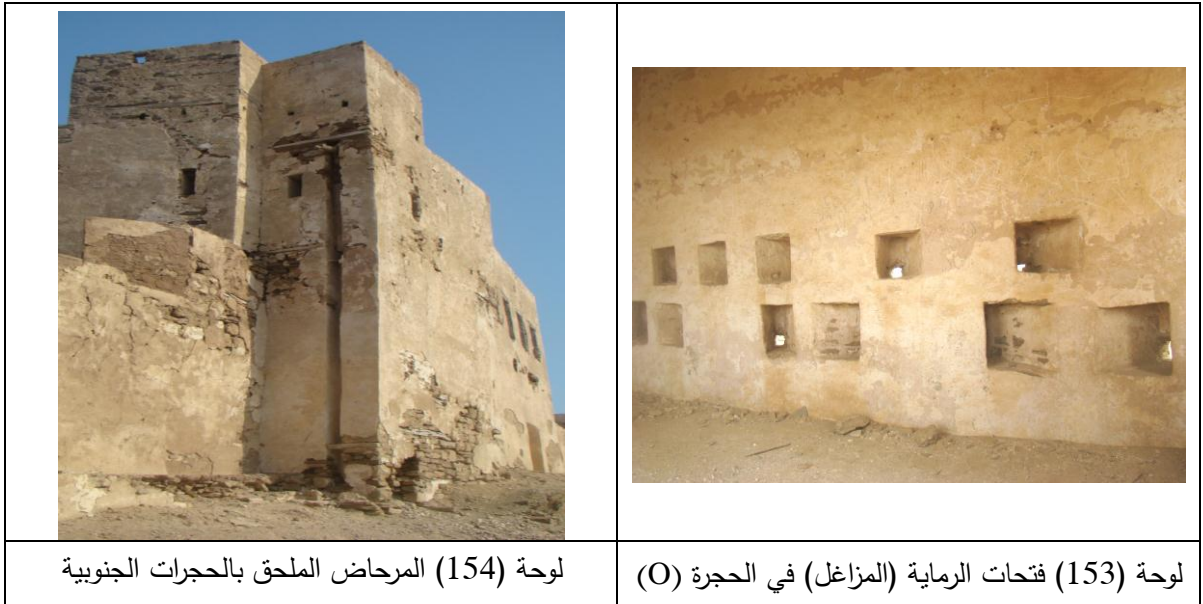 لوحة (153) فتحات الرماية (المزاغل) في الحجرة (O)
لوحة (154) المرحاض الملحق بالحجرات الجنوبية